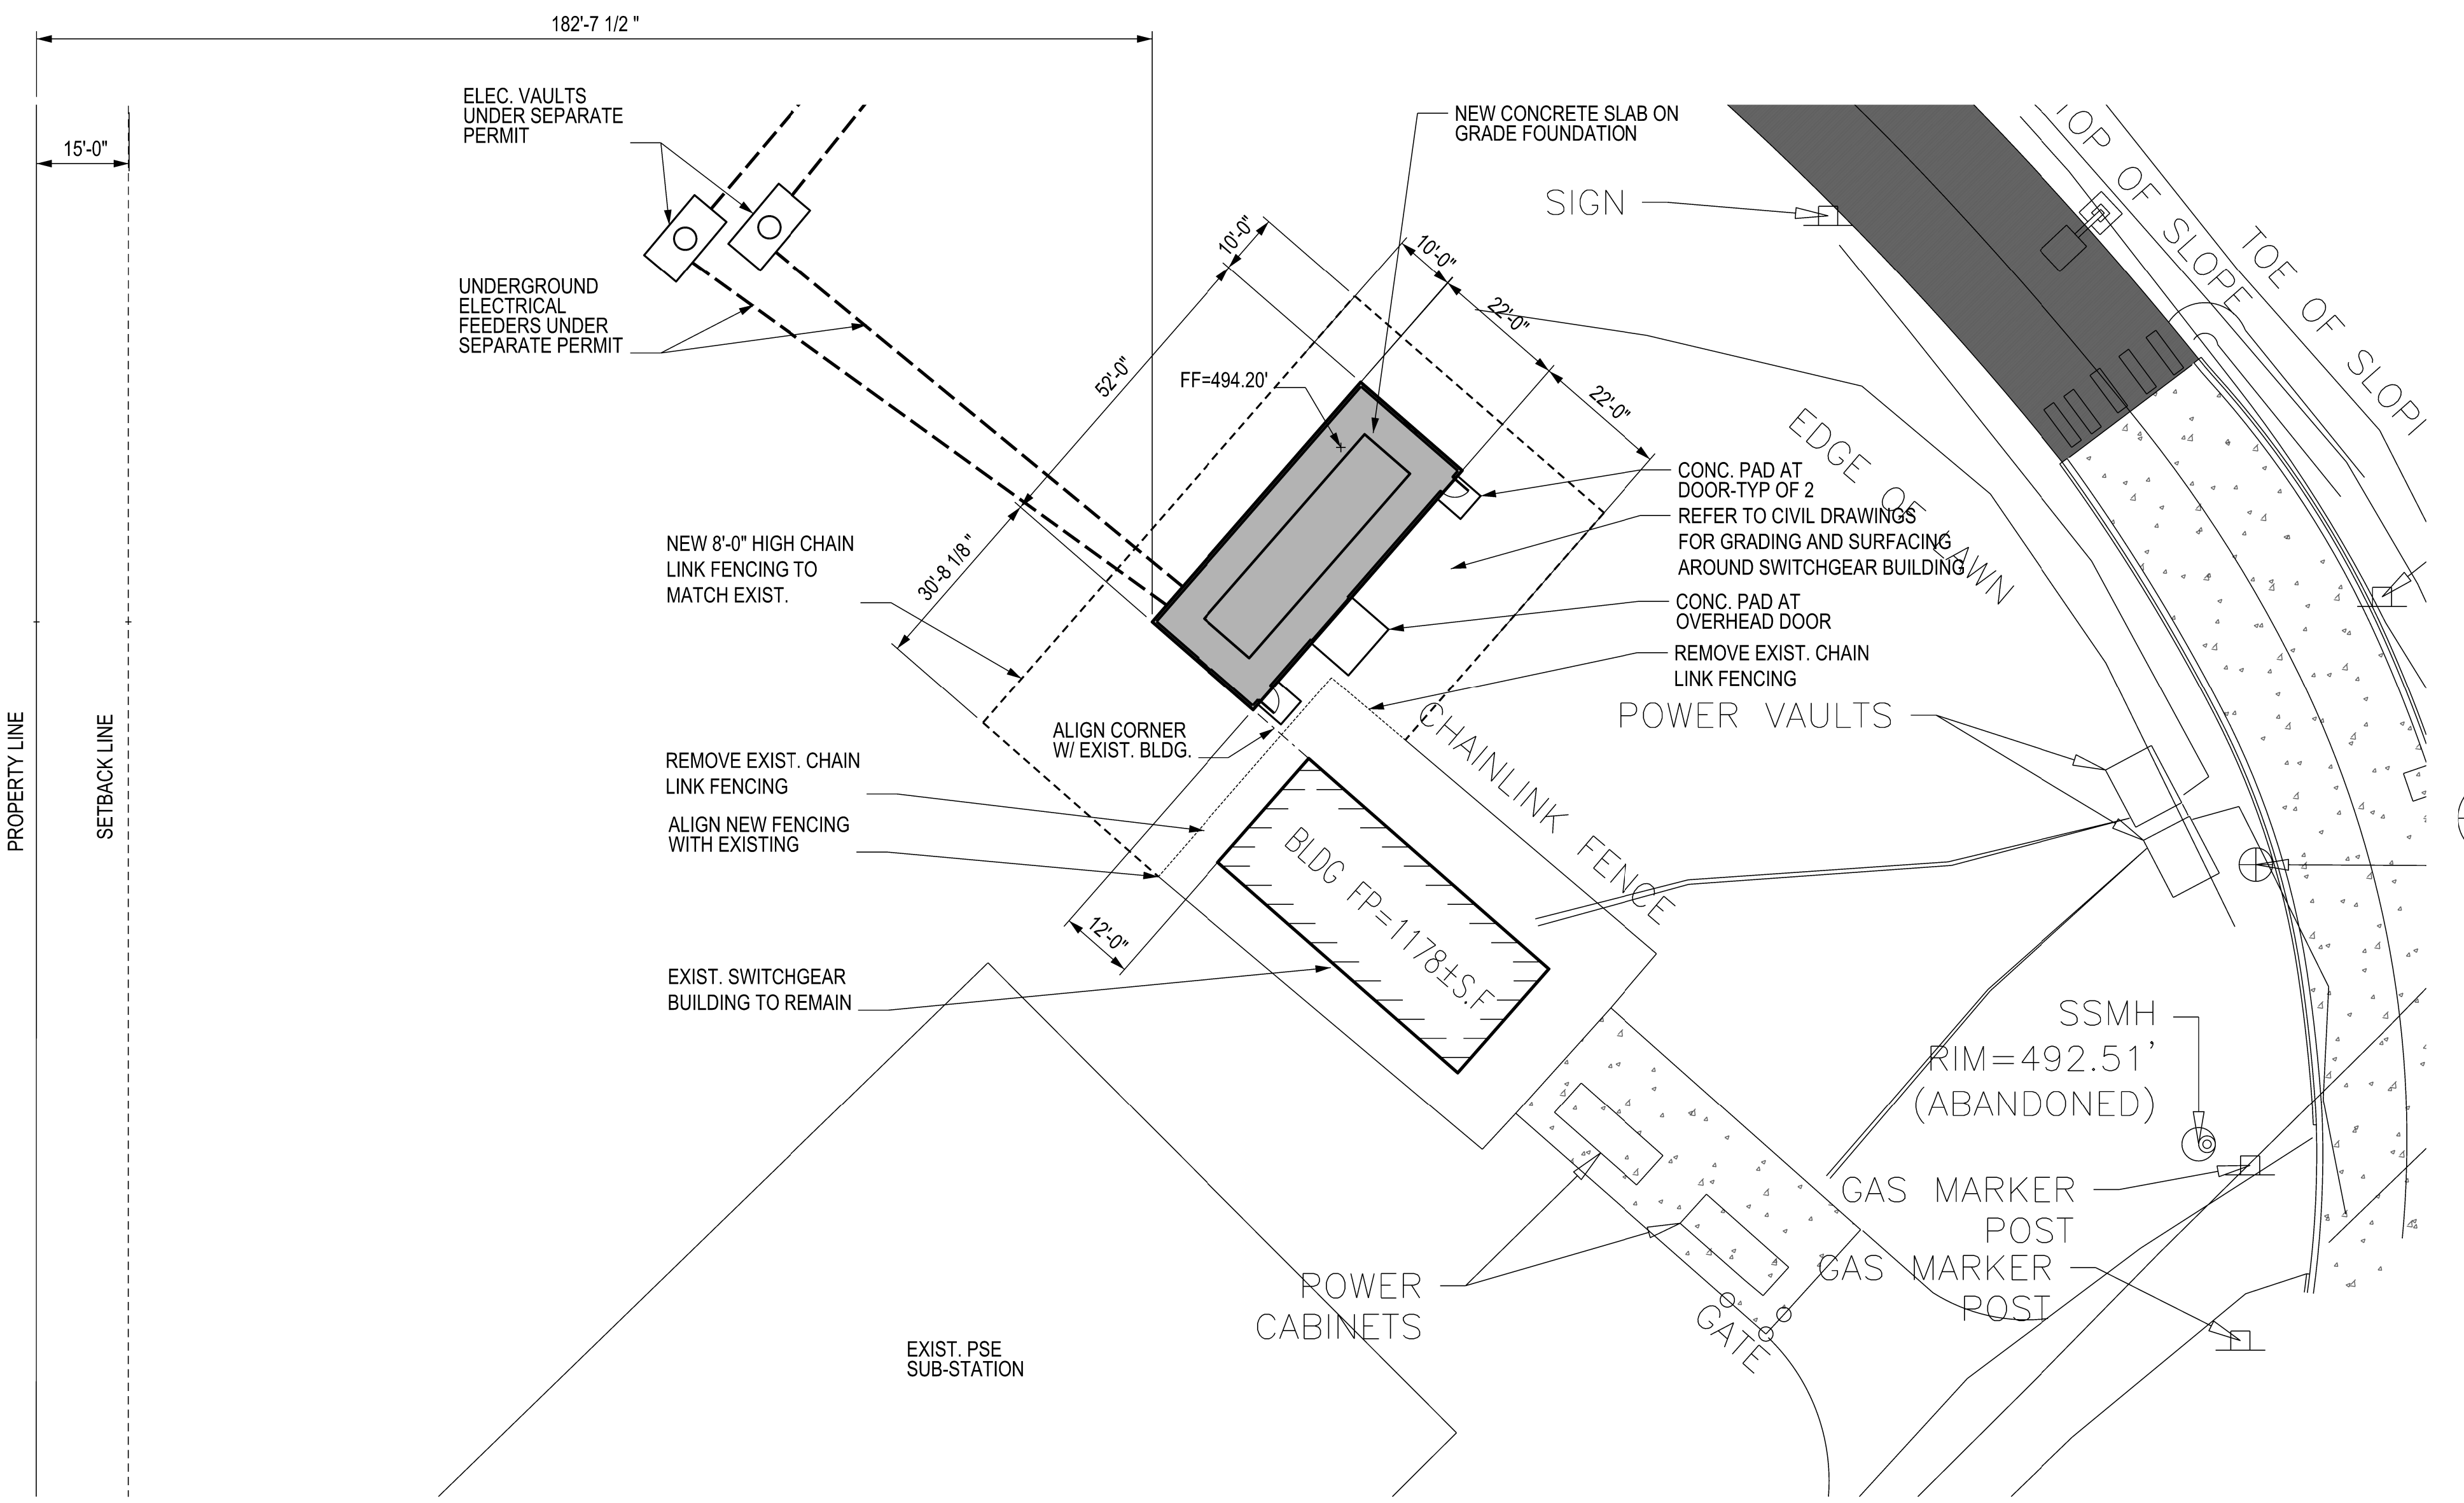 182'-7 1/2 "
15'-0"
ELEC. VAULTS
UNDER SEPARATE
PERMIT
NEW CONCRETE SLAB ON
GRADE FOUNDATION
SIGN
TOP OF SLOPE
TOE OF SLOPE
10'-0"
10'-0"
22'-0"
22'-0"
52'-0"
30'-8 1/8 "
UNDERGROUND
ELECTRICAL
FEEDERS UNDER
SEPARATE PERMIT
FF=494.20'
EDGE OF LAWN
CONC. PAD AT
DOOR-TYP OF 2
REFER TO CIVIL DRAWINGS
FOR GRADING AND SURFACING
AROUND SWITCHGEAR BUILDING
CONC. PAD AT
OVERHEAD DOOR
REMOVE EXIST. CHAIN
LINK FENCING
NEW 8'-0" HIGH CHAIN
LINK FENCING TO
MATCH EXIST.
POWER VAULTS
CHAINLINK FENCE
PROPERTY LINE
SETBACK LINE
ALIGN CORNER
W/ EXIST. BLDG.
REMOVE EXIST. CHAIN
LINK FENCING
ALIGN NEW FENCING
WITH EXISTING
12'-0"
BLDG FP=1178±S.F
EXIST. SWITCHGEAR
BUILDING TO REMAIN
SSMH
RIM=492.51'
(ABANDONED)
GAS MARKER
POST
GAS MARKER
POST
POWER
CABINETS
GATE
EXIST. PSE
SUB-STATION